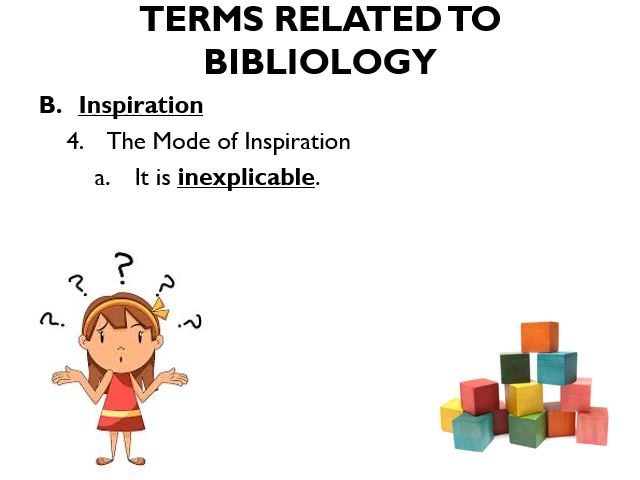 TERMS RELATED TO
BIBLIOLOGY
B. Inspiration
4. The Mode of Inspiration
a. It is inexplicable.
? ? ? ? ?